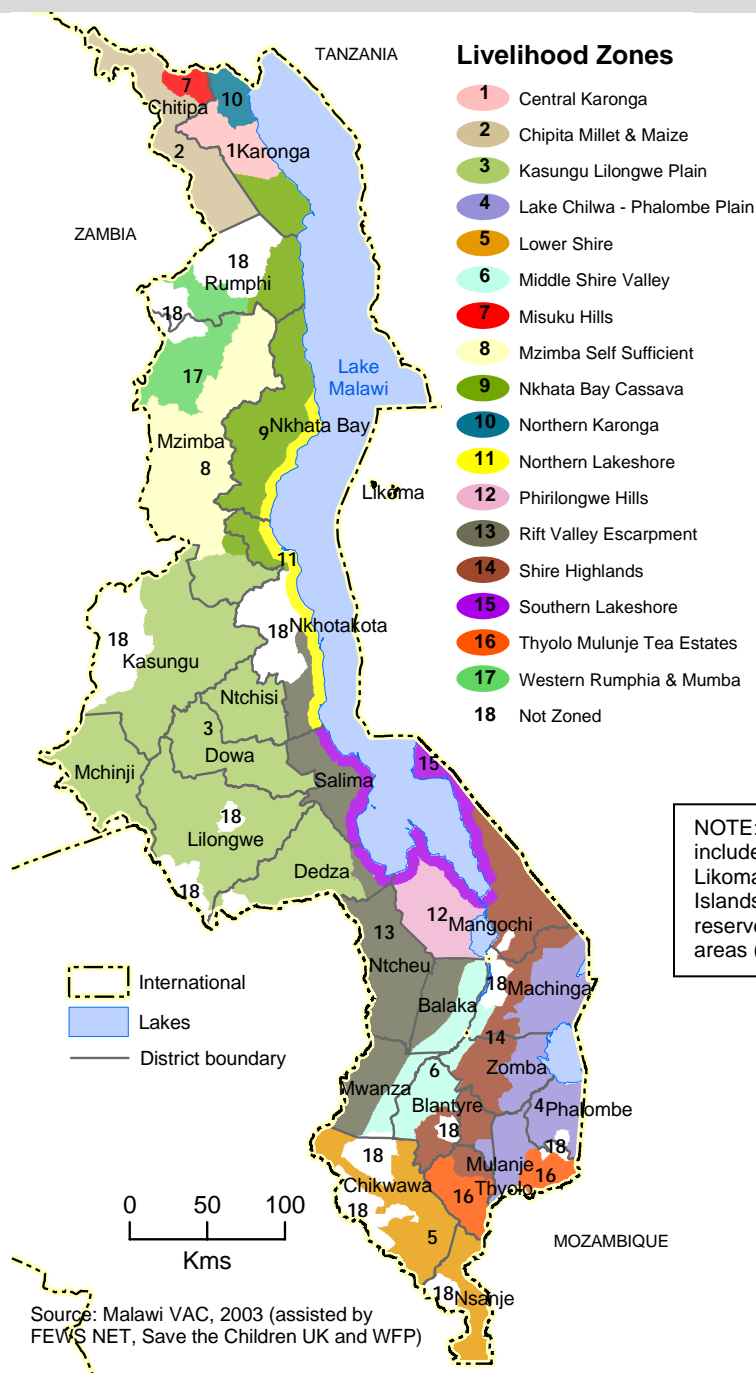 TANZANIA
Livelihood Zones
1 Central Karonga
2 Chipita Millet & Maize
3 Kasungu Lilongwe Plain
4 Lake Chilwa - Phalombe Plain
5 Lower Shire
6 Middle Shire Valley
7 Misuku Hills
8 Mzimba Self Sufficient
9 Nkhata Bay Cassava
10 Northern Karonga
11 Northern Lakeshore
12 Phirilongwe Hills
13 Rift Valley Escarpment
14 Shire Highlands
15 Southern Lakeshore
16 Thyolo Mulunje Tea Estates
17 Western Rumphia & Mumba
18 Not Zoned
7
Chitipa
10
2
1 Karonga
ZAMBIA
18
Rumphi
18
Lake
Malawi
17
9 Nkhata Bay
Mzimba
8
Likoma
11
Nkhotakota
18
18
Kasungu
Ntchisi
3
Dowa
15
Mchinji
Salima
18
Lilongwe
Dedza
18
12
Mangochi
13
Ntcheu
18
Machinga
Balaka
14
Zomba
6
Mwanza
Blantyre
4 Phalombe
18
18
18
Mulanje
16
Chikwawa
Thyolo
16
18
5
MOZAMBIQUE
18
Nsanje
NOTE:
include
Likoma
Islands
reserve
areas (
International
Lakes
District boundary
0 50 100
Kms
Source: Malawi VAC, 2003 (assisted by
FEWS NET, Save the Children UK and WFP)